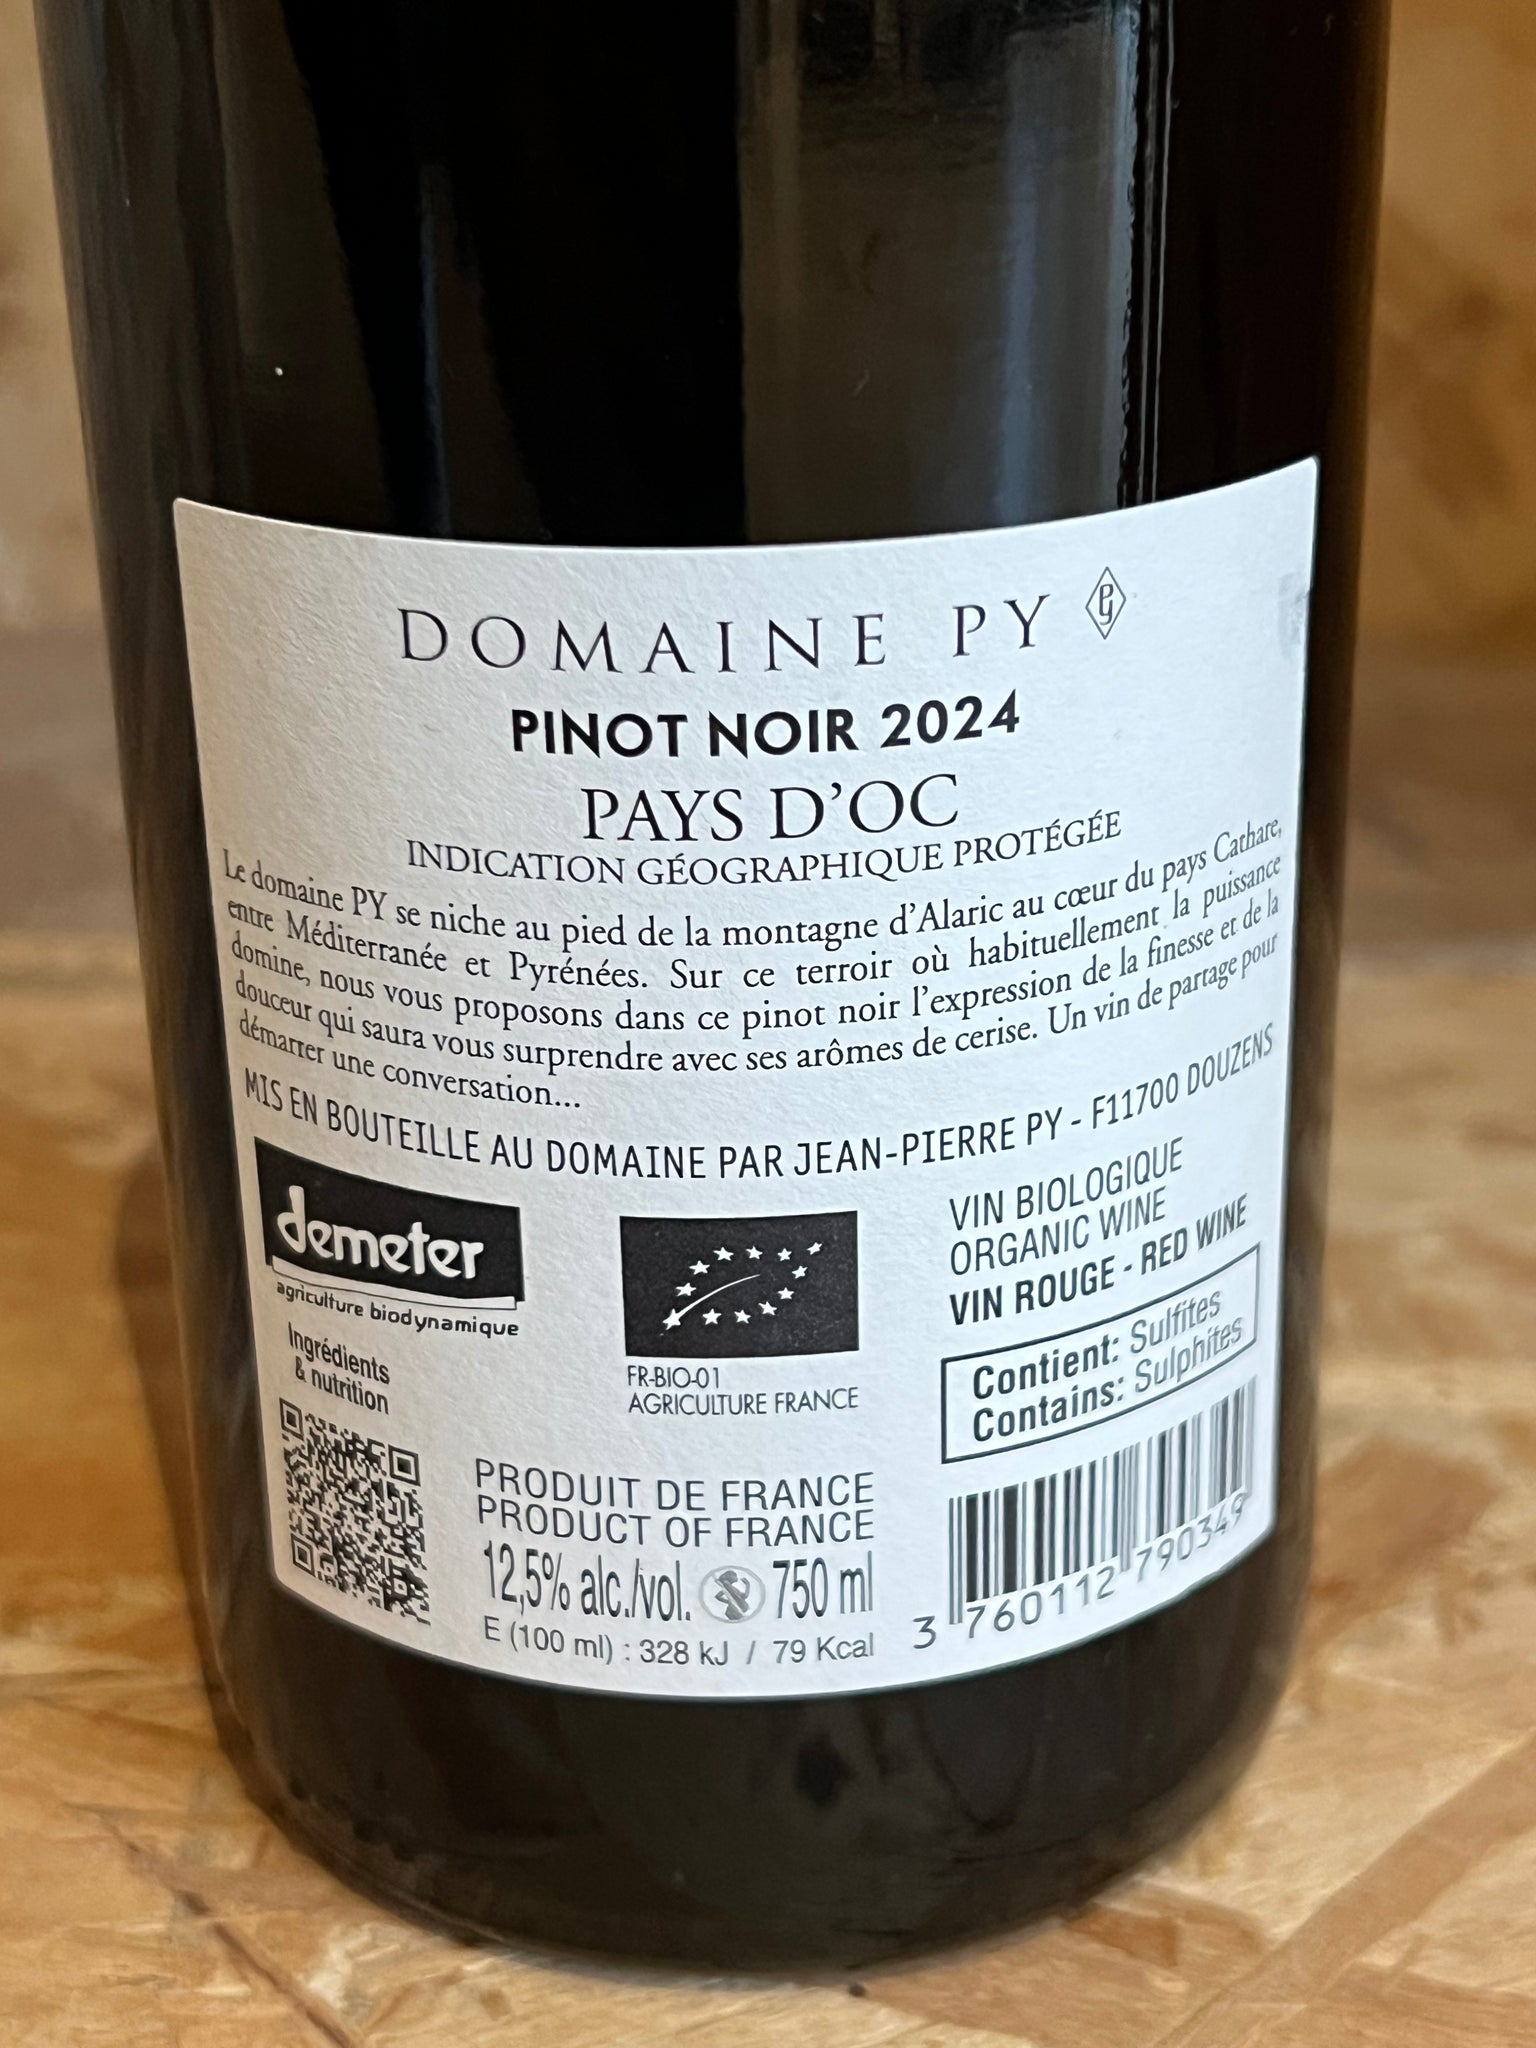 DOMAINE PY
PINOT NOIR 2024
PAYS D'OC
INDICATION GÉOGRAPHIQUE PROTÉGÉE
Le domaine PY se niche au pied de la montagne d'Alaric au cœur du pays Cathare,
entre Méditerranée et Pyrénées. Sur ce terroir où habituellement la puissance
domine, nous vous proposons dans ce pinot noir l'expression de la finesse et de la
douceur qui saura vous surprendre avec ses arômes de cerise. Un vin de partage pour
démarrer une conversation...
MIS EN BOUTEILLE AU DOMAINE PAR JEAN-PIERRE PY - F11700 DOUZENS
demeter
agriculture biodynamique
Ingrédients
& nutrition
FR-BIO-01
AGRICULTURE FRANCE
VIN BIOLOGIQUE
ORGANIC WINE
VIN ROUGE - RED WINE
Contient: Sulfites
Contains: Sulphites
PRODUIT DE FRANCE
PRODUCT OF FRANCE
12,5% alc./vol. 750 ml
E (100 ml) : 328 kJ / 79 Kcal
3 760112 790349